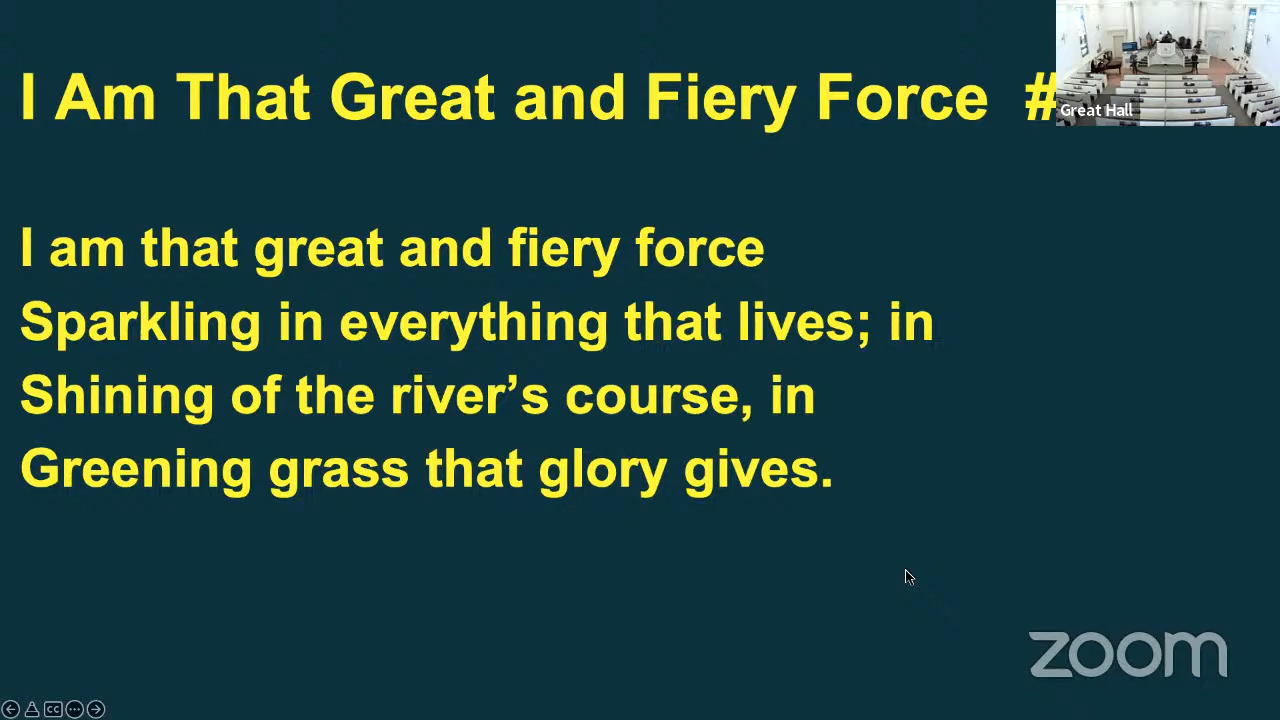 I Am That Great and Fiery Force #
Great Hall
I am that great and fiery force
Sparkling in everything that lives; in
Shining of the river’s course, in
Greening grass that glory gives.
zoom
CC